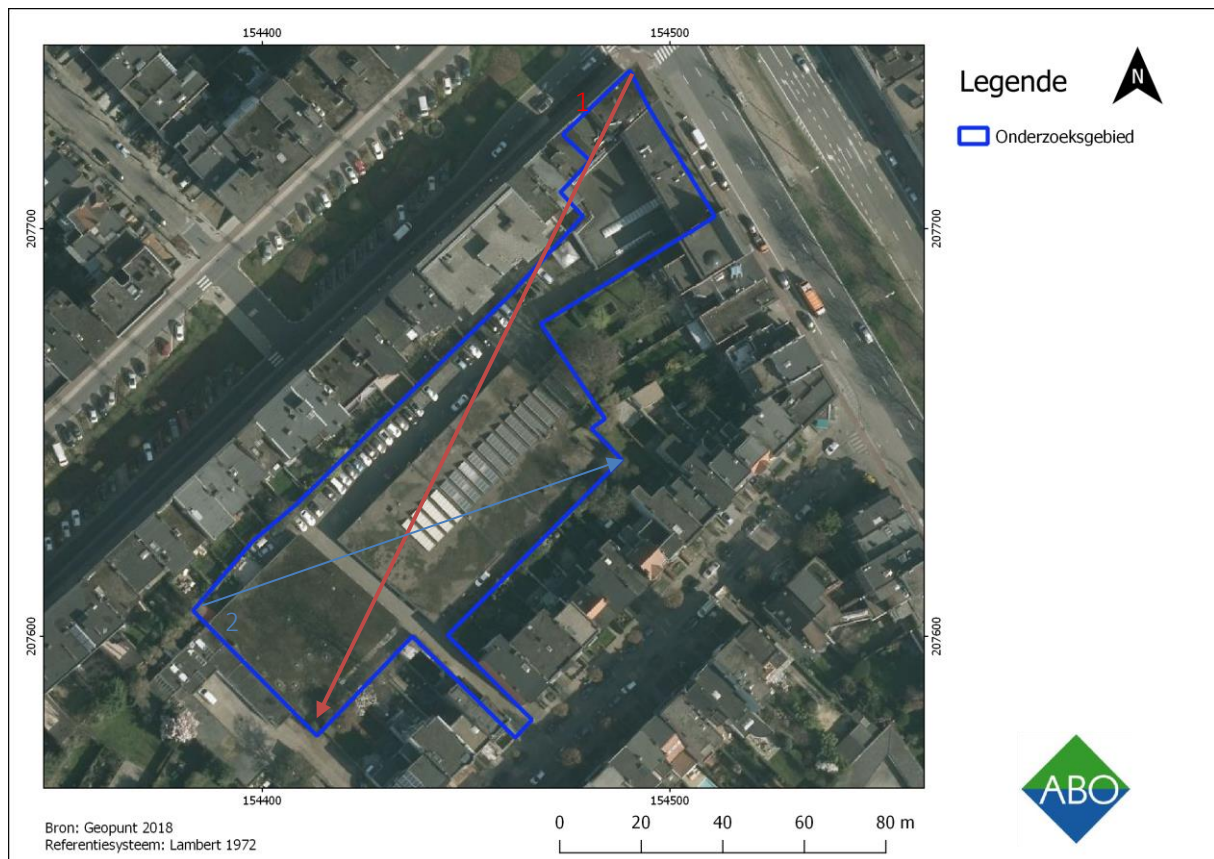 154400
154500
Legende
N
Onderzoeksgebied
1
207700
207700
2
207600
207600
154400
154500
ABO
Bron: Geopunt 2018
Referentiesysteem: Lambert 1972
0 20 40 60 80 m